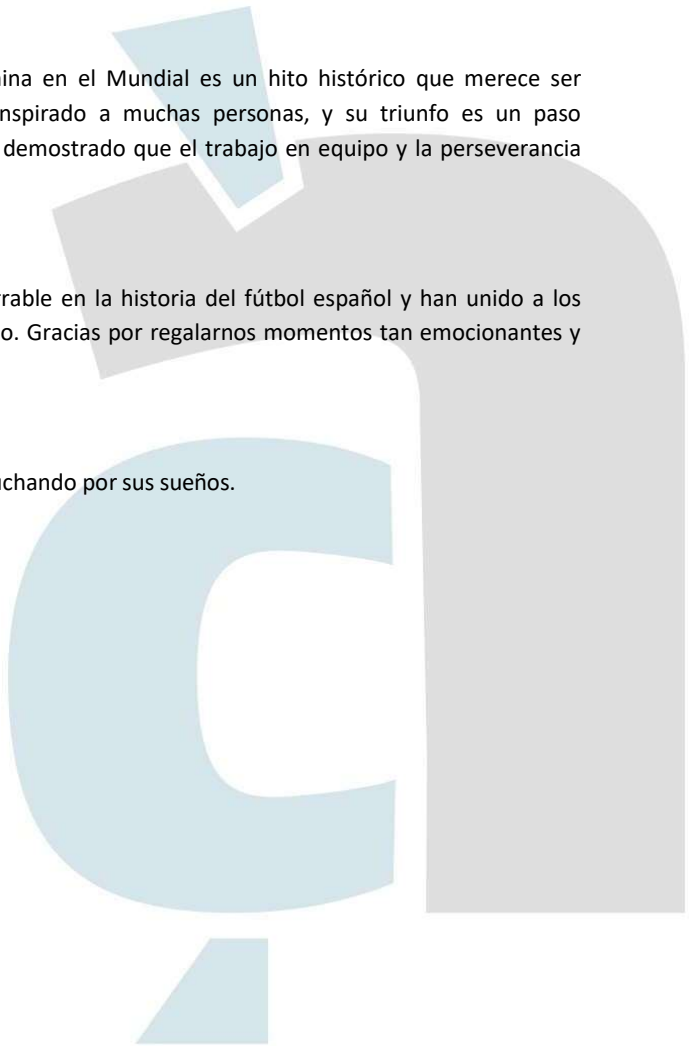 ina en el Mundial es un hito histórico que merece ser
nspirado a muchas personas, y su triunfo es un paso
demostrado que el trabajo en equipo y la perseverancia
rrable en la historia del fútbol español y han unido a los
o. Gracias por regalarnos momentos tan emocionantes y
uchando por sus sueños.